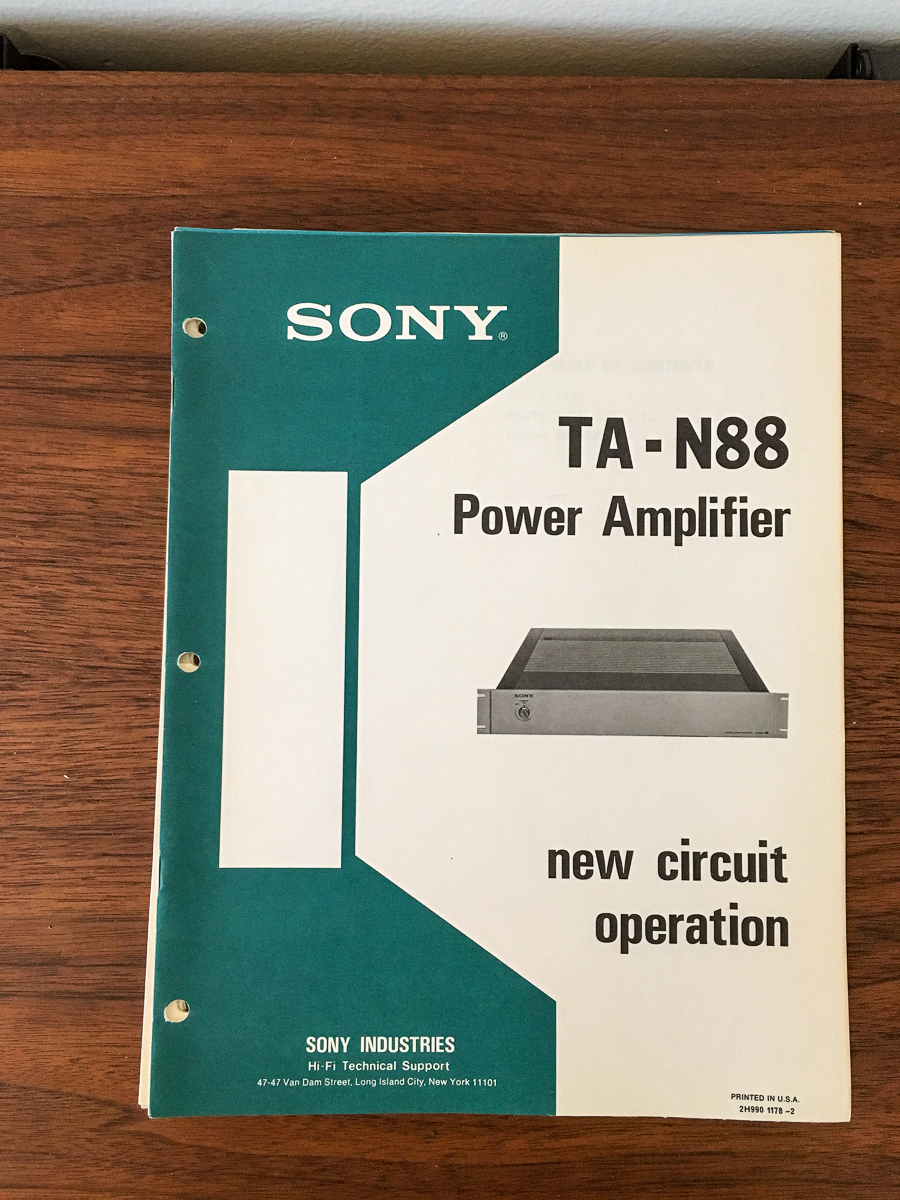 SONY®
TA-N88
Power Amplifier
SONY
new circuit
operation
SONY INDUSTRIES
Hi-Fi Technical Support
47-47 Van Dam Street, Long Island City, New York 11101
PRINTED IN U.S.A.
2H990 1178 -2